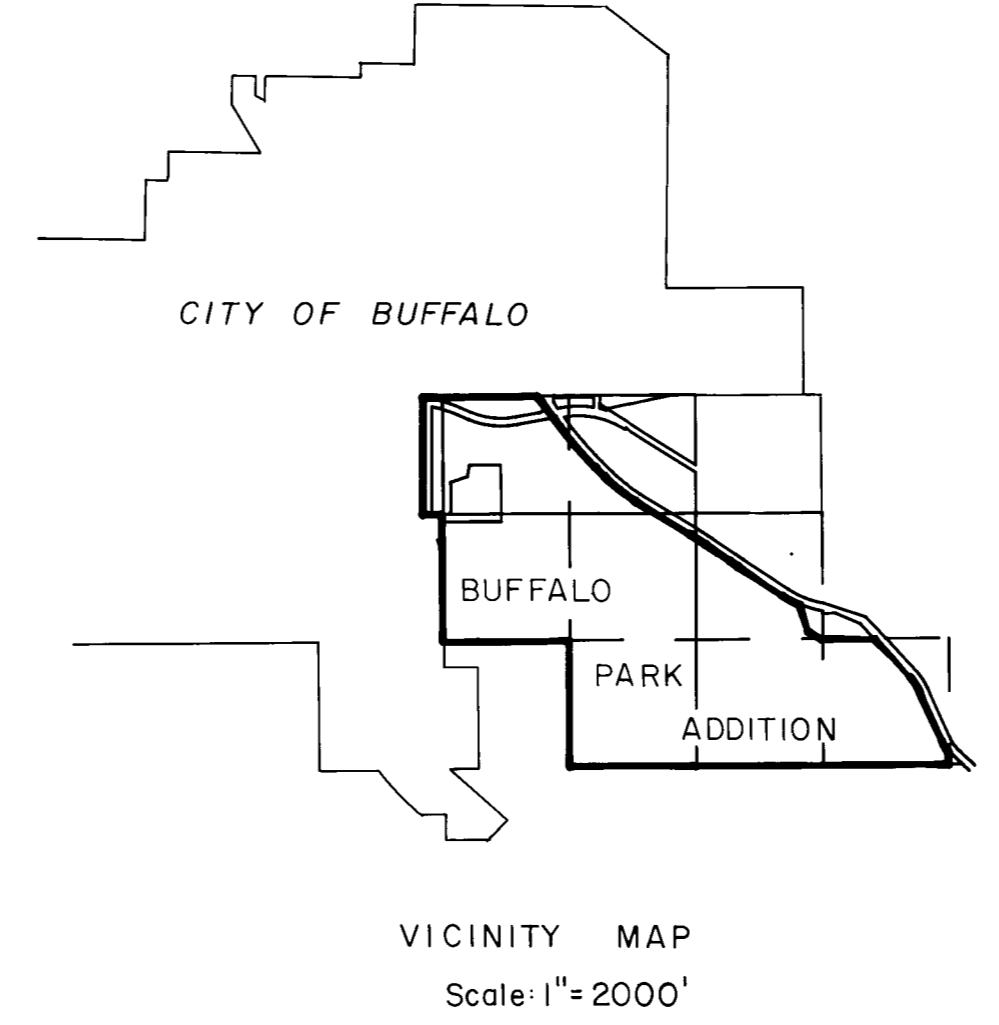 CITY OF BUFFALO
BUFFALO
PARK
ADDITION
VICINITY MAP
Scale: 1"= 2000'